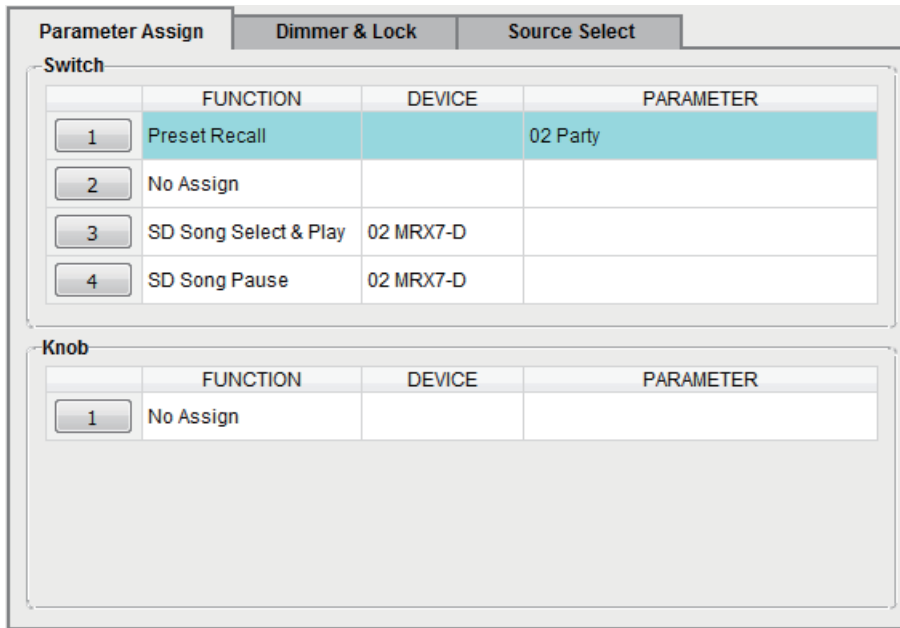 Parameter Assign Dimmer & Lock Source Select
Switch
FUNCTION DEVICE PARAMETER
1 Preset Recall 02 Party
2 No Assign
3 SD Song Select & Play 02 MRX7-D
4 SD Song Pause 02 MRX7-D
Knob
FUNCTION DEVICE PARAMETER
1 No Assign